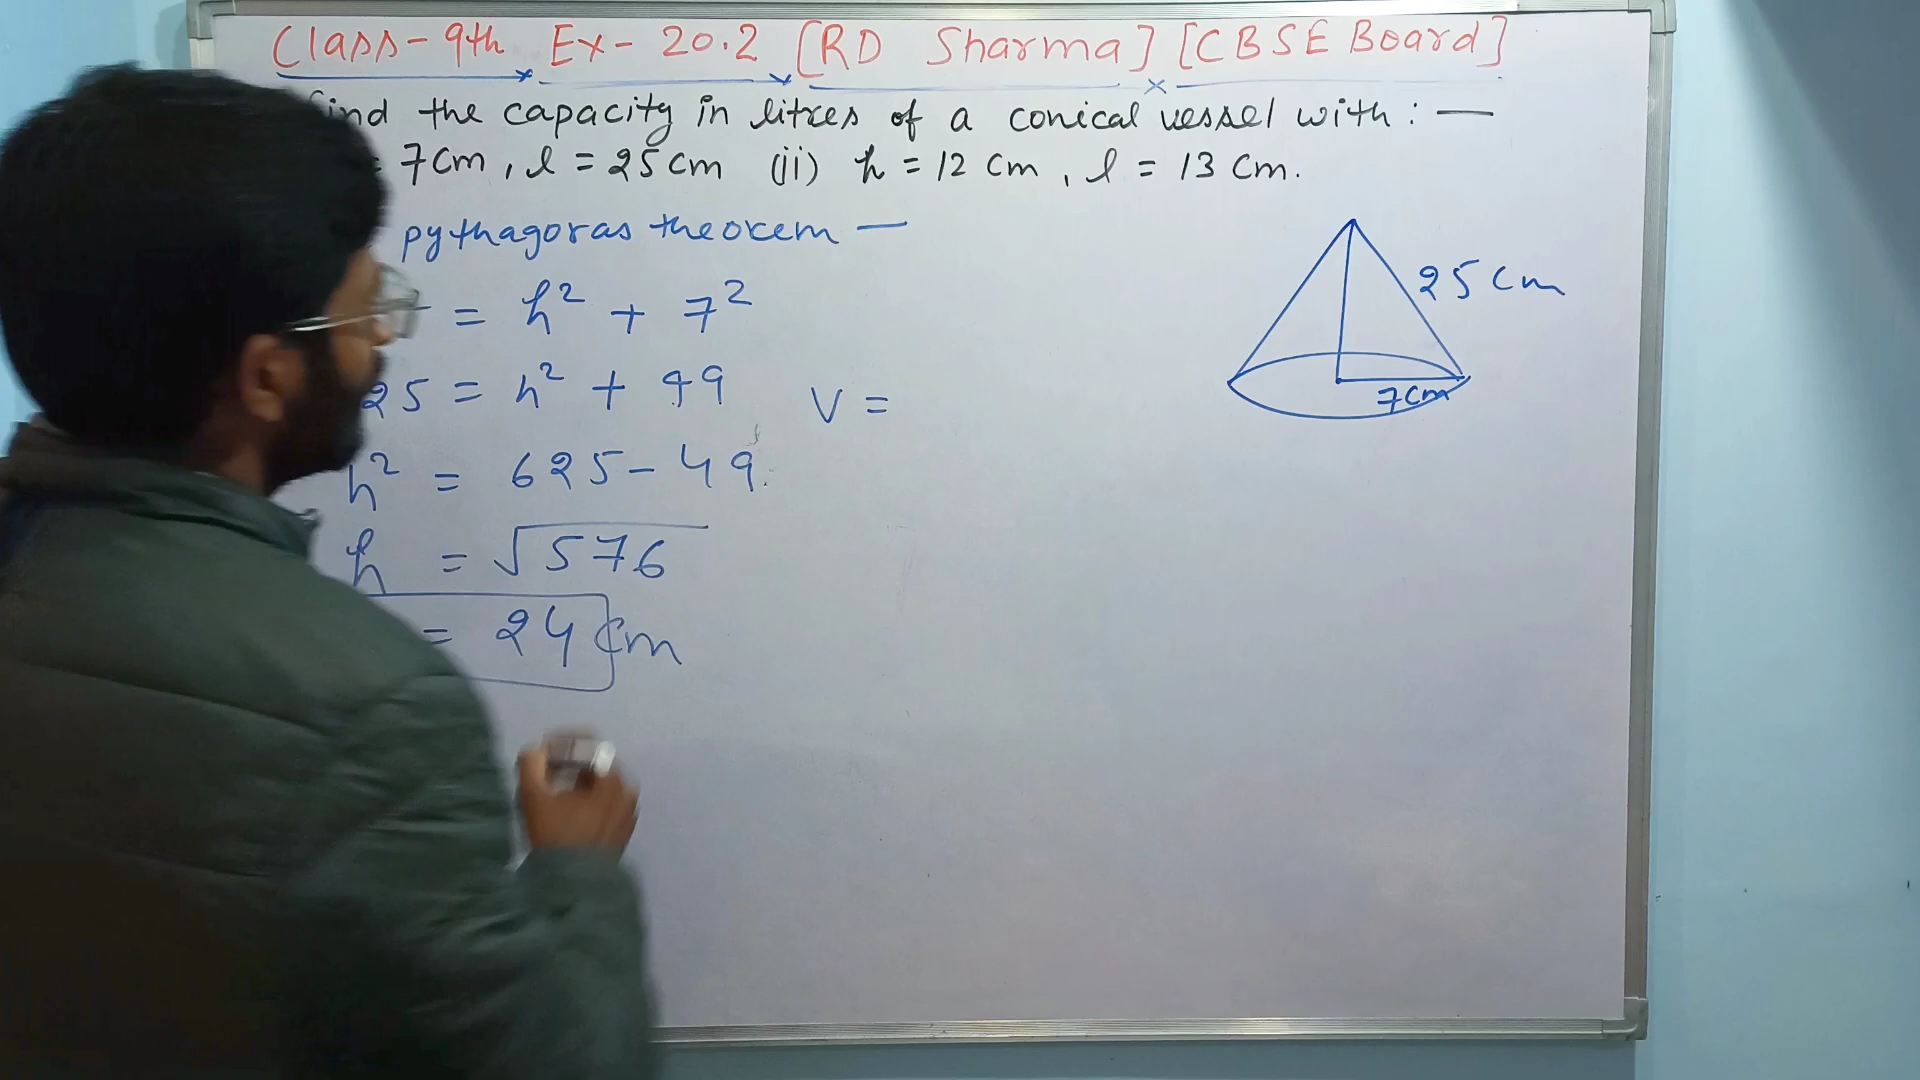 Class-9th Ex-20.2 [RD Sharma] [CBSE Board]
find the capacity in litres of a conical vessel with: —
= 7cm, l = 25 cm (ii) h = 12 cm, l = 13 cm.
pythagoras theorem —
= h² + 7²
25 = h² + 49
h² = 625 - 49
h = √576
= 24 cm
V =
25 cm
7cm